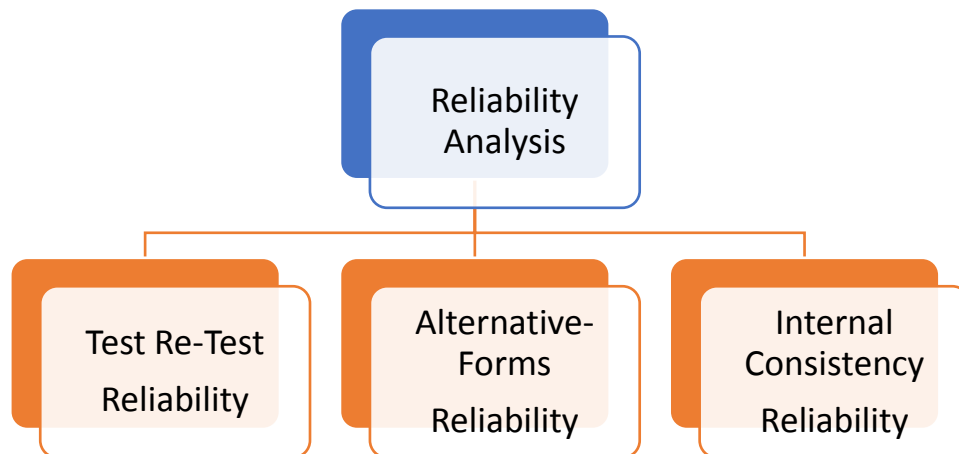 Reliability
Analysis
Test Re-Test
Reliability
Alternative-
Forms
Reliability
Internal
Consistency
Reliability